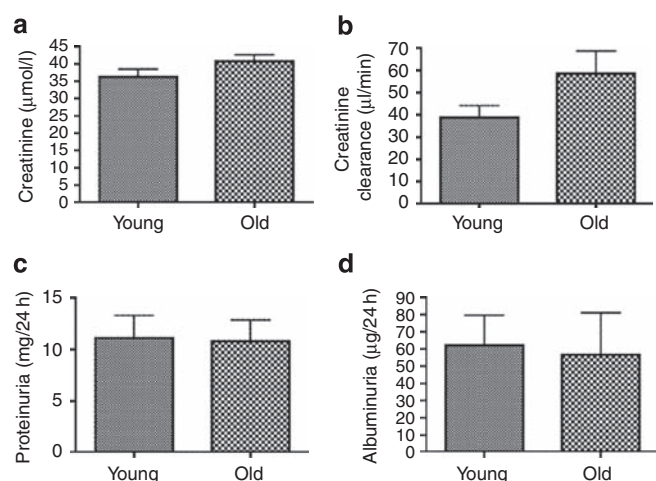 a
Creatinine (μmol/l)
45
40
35
30
25
20
15
10
5
0
Young
Old
b
Creatinine
clearance (μl/min)
70
60
50
40
30
20
10
0
Young
Old
c
Proteinuria (mg/24 h)
15
10
5
0
Young
Old
d
Albuminuria (μg/24 h)
90
80
70
60
50
40
30
20
10
0
Young
Old